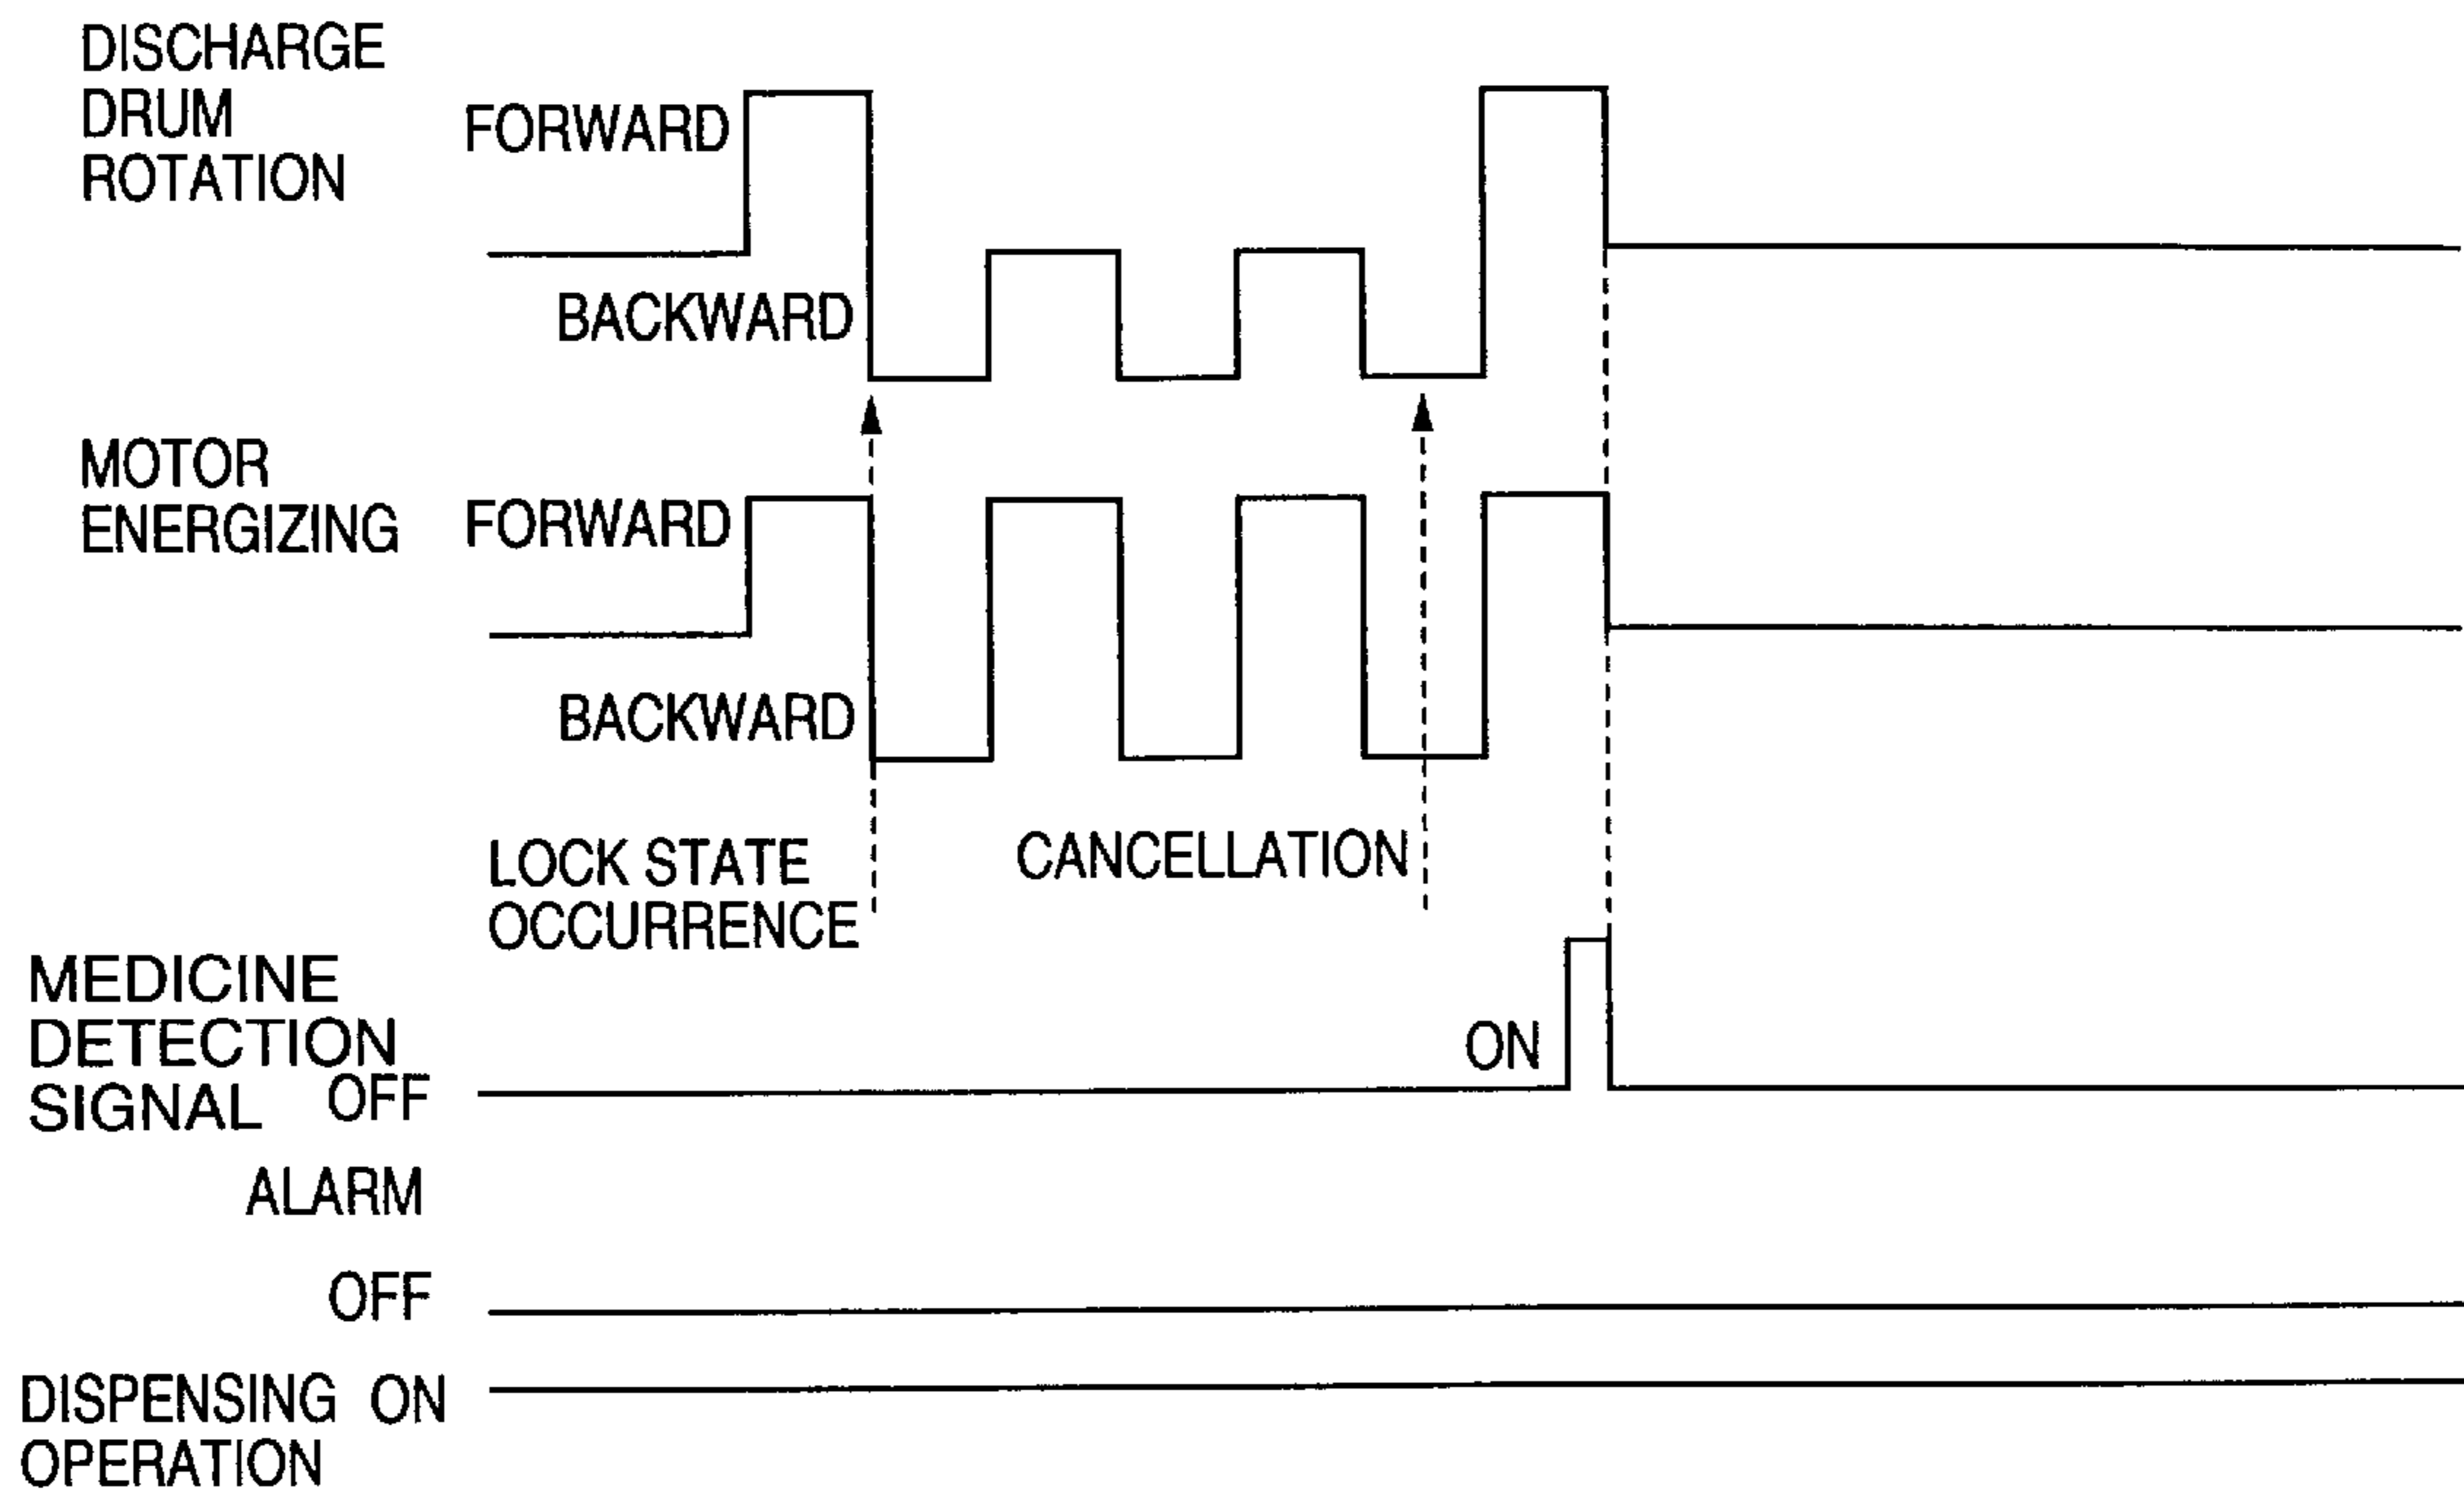 DISCHARGE
DRUM
ROTATION
FORWARD
BACKWARD
MOTOR
ENERGIZING
FORWARD
BACKWARD
LOCK STATE
OCCURRENCE
CANCELLATION
MEDICINE
DETECTION
SIGNAL OFF
ON
ALARM
OFF
DISPENSING ON
OPERATION